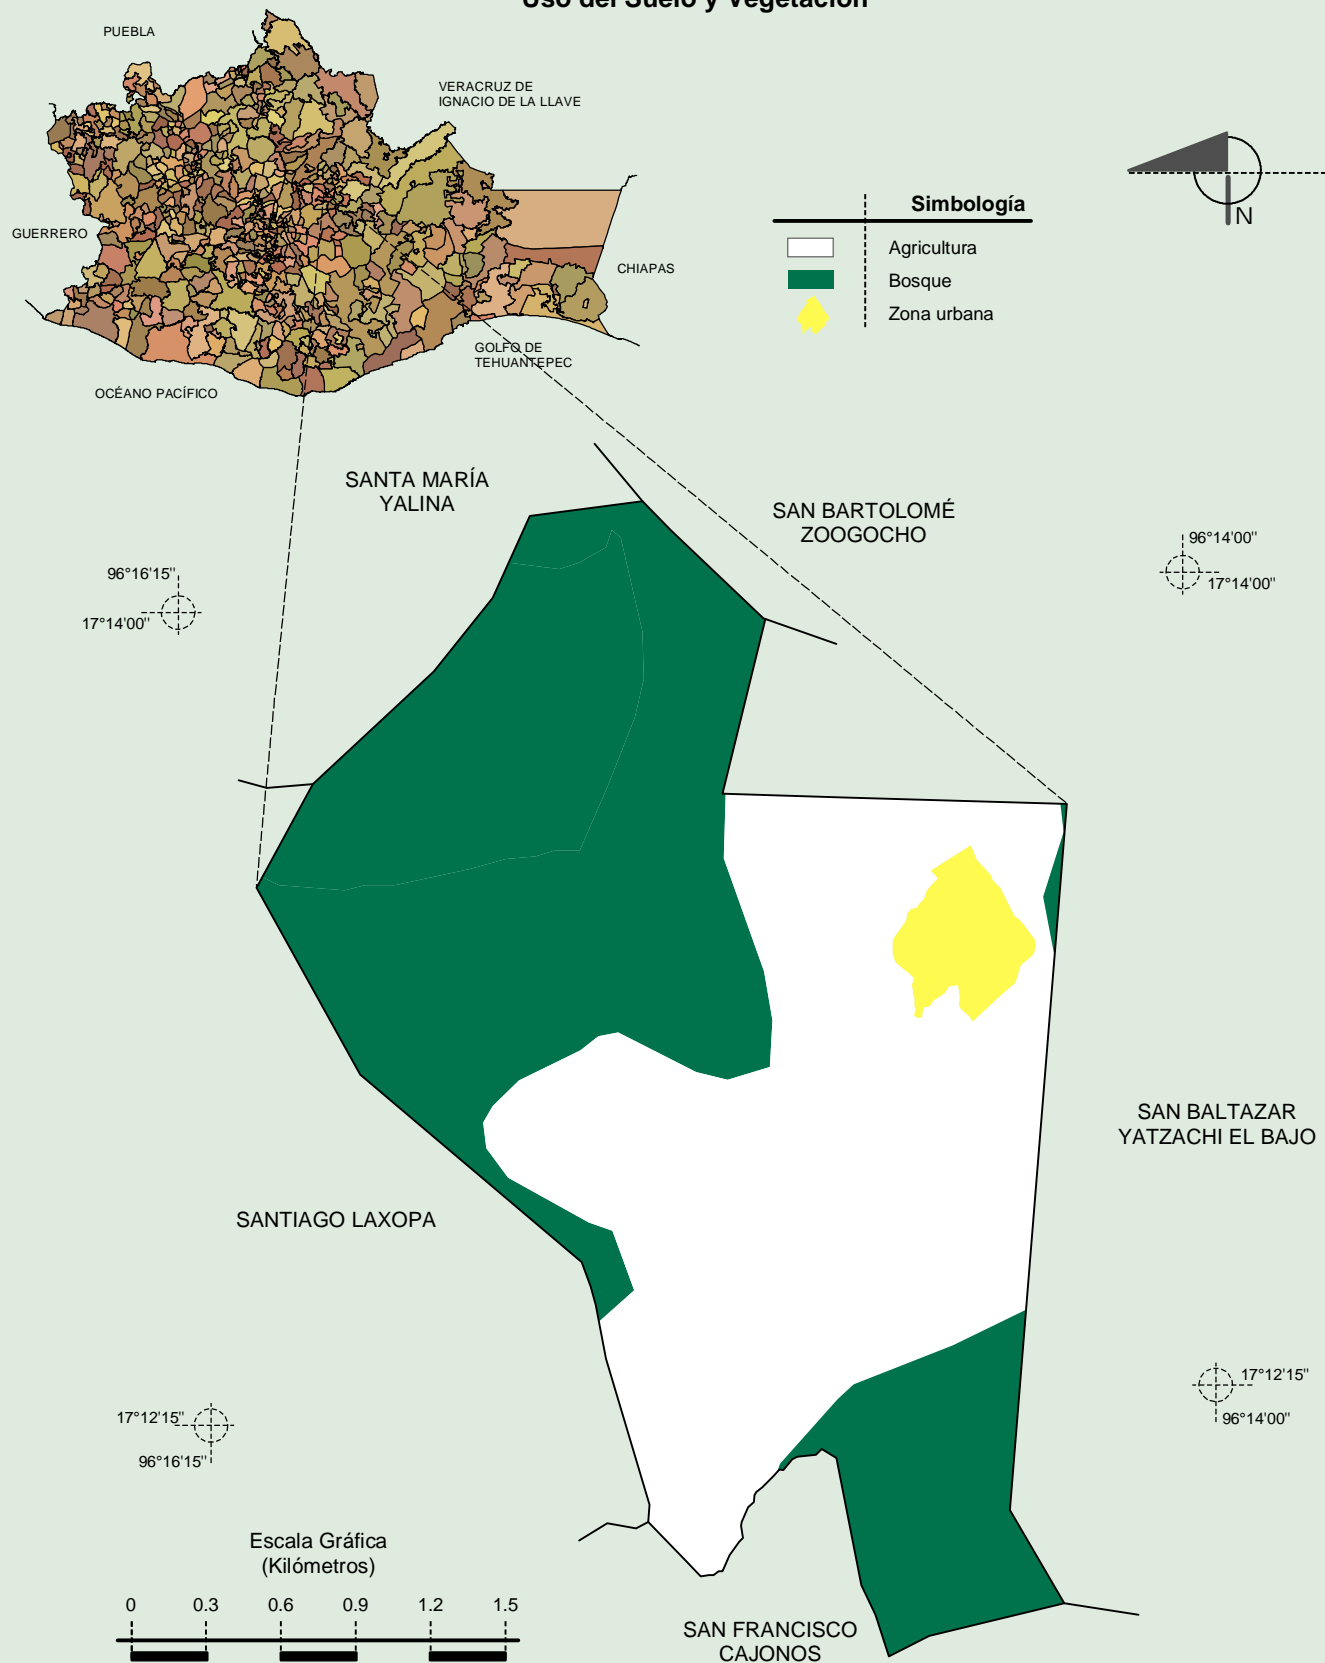 Uso del Suelo y Vegetación
PUEBLA
VERACRUZ DE
IGNACIO DE LA LLAVE
GUERRERO
CHIAPAS
GOLFO DE
TEHUANTEPEC
OCÉANO PACÍFICO
N
Simbología
Agricultura
Bosque
Zona urbana
SANTA MARÍA
YALINA
SAN BARTOLOMÉ
ZOOGOCHO
96°16'15"
17°14'00"
96°14'00"
17°14'00"
SAN BALTAZAR
YATZACHI EL BAJO
SANTIAGO LAXOPA
17°12'15"
96°14'00"
17°12'15"
96°16'15"
Escala Gráfica
(Kilómetros)
0 0.3 0.6 0.9 1.2 1.5
SAN FRANCISCO
CAJONOS